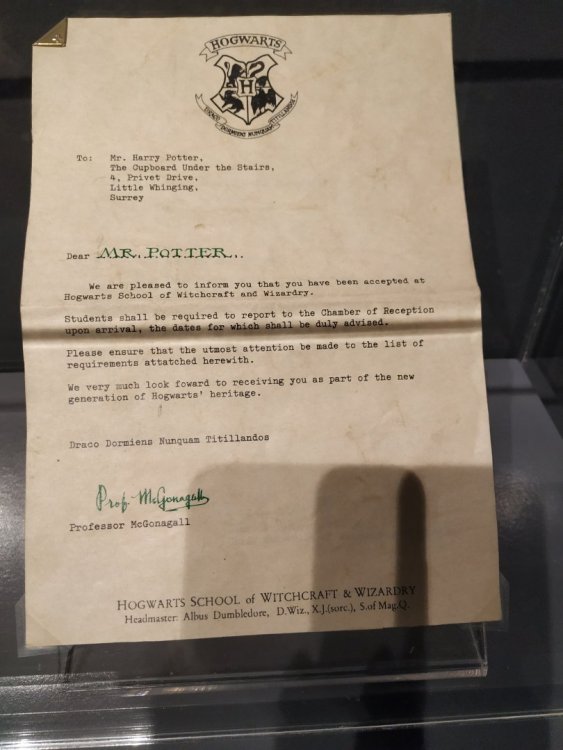 HOGWARTS
H
DRACO
DORMIENS NUNQUAM
TITILLANDUS
To: Mr. Harry Potter,
The Cupboard Under the Stairs,
4, Privet Drive,
Little Whinging,
Surrey
Dear MR. POTTER..
We are pleased to inform you that you have been accepted at
Hogwarts School of Witchcraft and Wizardry.
Students shall be required to report to the Chamber of Reception
upon arrival, the dates for which shall be duly advised.
Please ensure that the utmost attention be made to the list of
requirements attatched herewith.
We very much look foward to receiving you as part of the new
generation of Hogwarts' heritage.
Draco Dormiens Nunquam Titillandos
Prof. McGonagall
Professor McGonagall
HOGWARTS SCHOOL of WITCHCRAFT & WIZARDRY
Headmaster: Albus Dumbledore, D.Wiz., X.J.(sorc.), S.of Mag.Q.